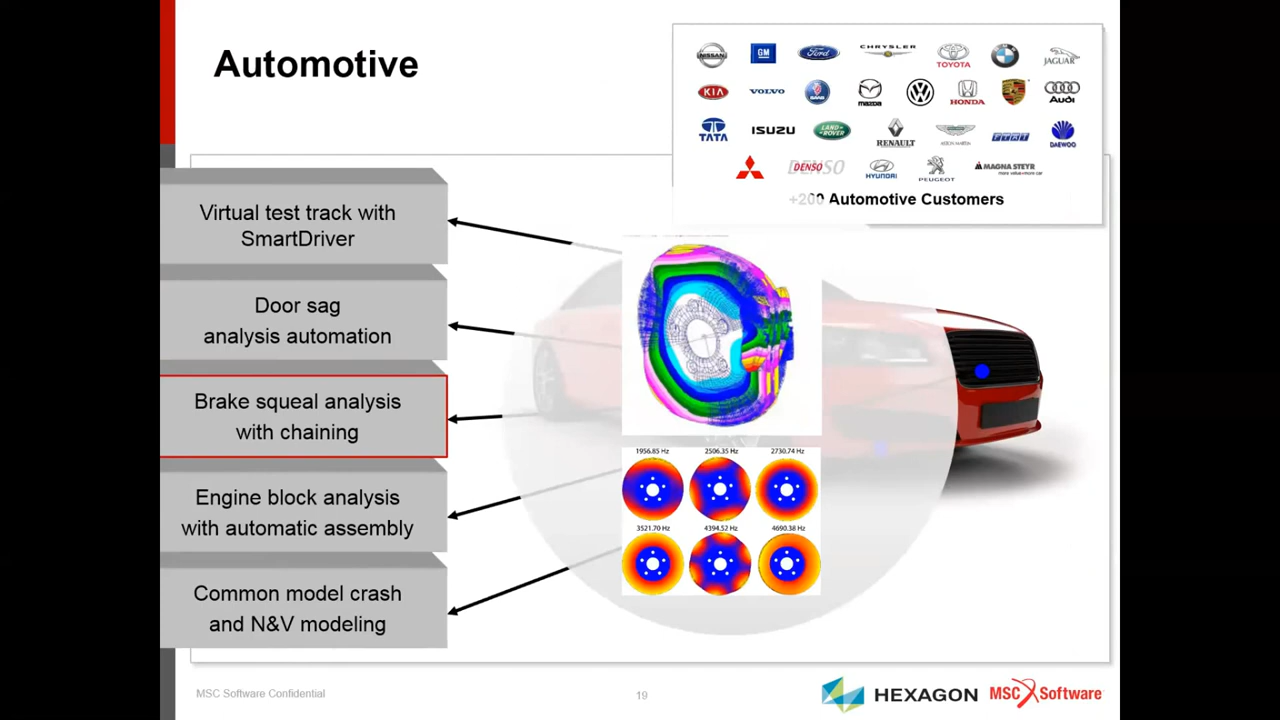 Automotive
NISSAN
GM
Ford
CHRYSLER
TOYOTA
BMW
JAGUAR
KIA
VOLVO
SAAB
mazda
HONDA
Audi
TATA
ISUZU
LAND ROVER
RENAULT
ASTON MARTIN
FIAT
DAEWOO
DENSO
DENSO
HYUNDAI
PEUGEOT
MAGNA STEYR
more value > more car
+200 Automotive Customers
Virtual test track with
SmartDriver
Door sag
analysis automation
Brake squeal analysis
with chaining
Engine block analysis
with automatic assembly
Common model crash
and N&V modeling
1956.85 Hz
2506.35 Hz
2730.74 Hz
3521.70 Hz
4394.52 Hz
4690.38 Hz
MSC Software Confidential
19
HEXAGON
MSC Software